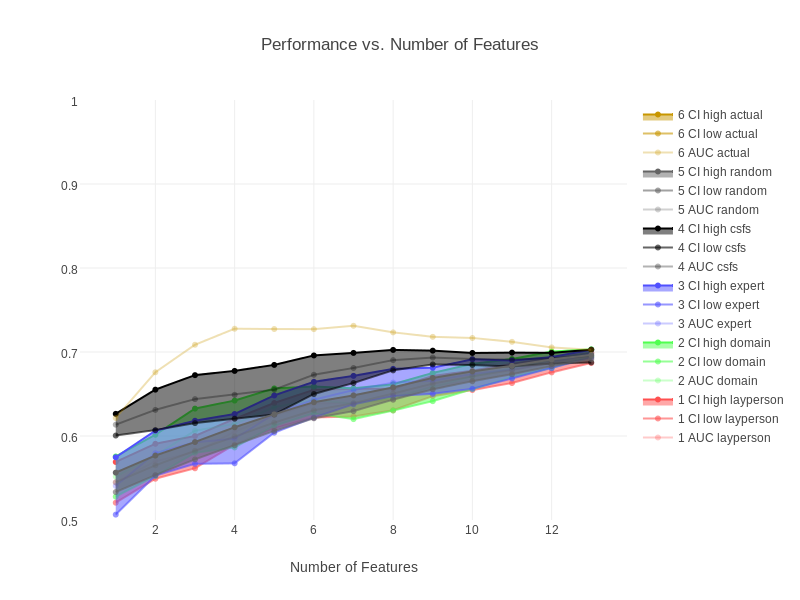 Performance vs. Number of Features
1
0.9
0.8
0.7
0.6
0.5
2
4
6
8
10
12
Number of Features
6 CI high actual
6 CI low actual
6 AUC actual
5 CI high random
5 CI low random
5 AUC random
4 CI high csfs
4 CI low csfs
4 AUC csfs
3 CI high expert
3 CI low expert
3 AUC expert
2 CI high domain
2 CI low domain
2 AUC domain
1 CI high layperson
1 CI low layperson
1 AUC layperson